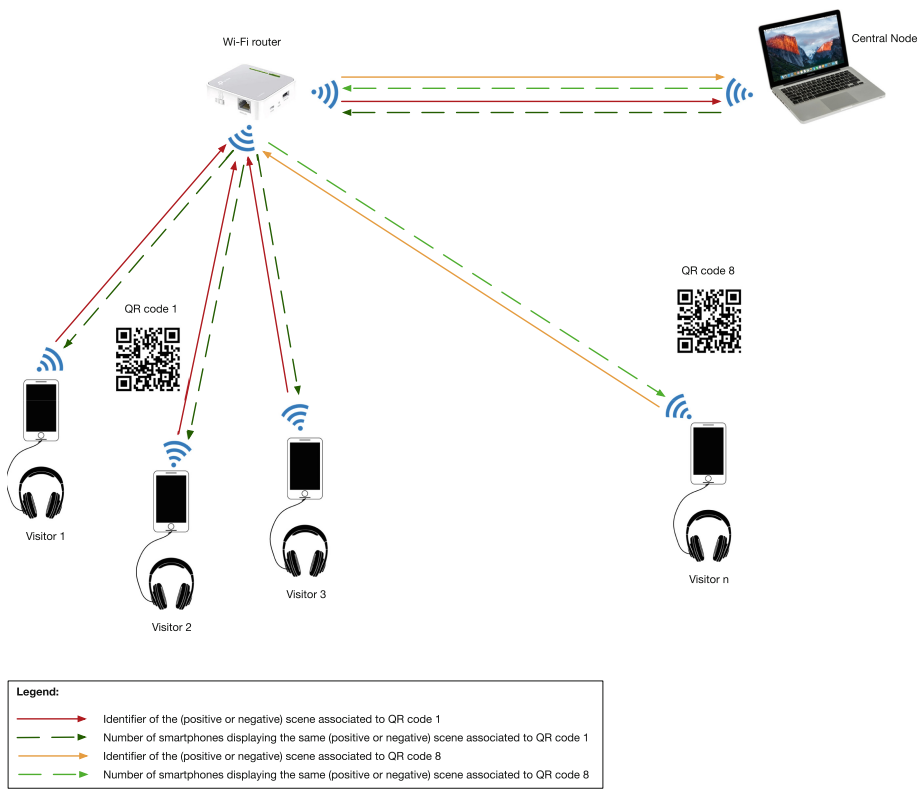 Wi-Fi router
Central Node
QR code 8
QR code 1
Visitor 1
Visitor 2
Visitor 3
Visitor n
Legend:
Identifier of the (positive or negative) scene associated to QR code 1
Number of smartphones displaying the same (positive or negative) scene associated to QR code 1
Identifier of the (positive or negative) scene associated to QR code 8
Number of smartphones displaying the same (positive or negative) scene associated to QR code 8